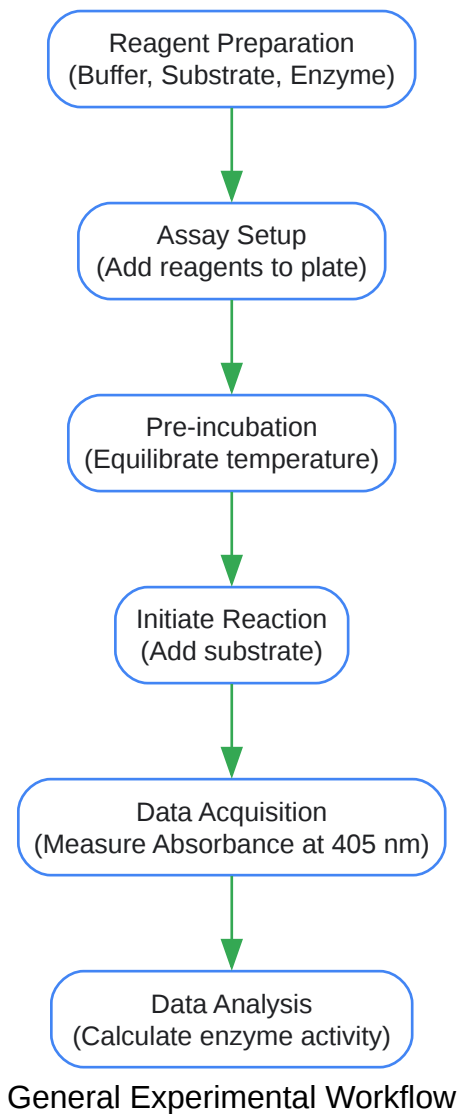 Reagent Preparation
(Buffer, Substrate, Enzyme)
Assay Setup
(Add reagents to plate)
Pre-incubation
(Equilibrate temperature)
Initiate Reaction
(Add substrate)
Data Acquisition
(Measure Absorbance at 405 nm)
Data Analysis
(Calculate enzyme activity)
General Experimental Workflow